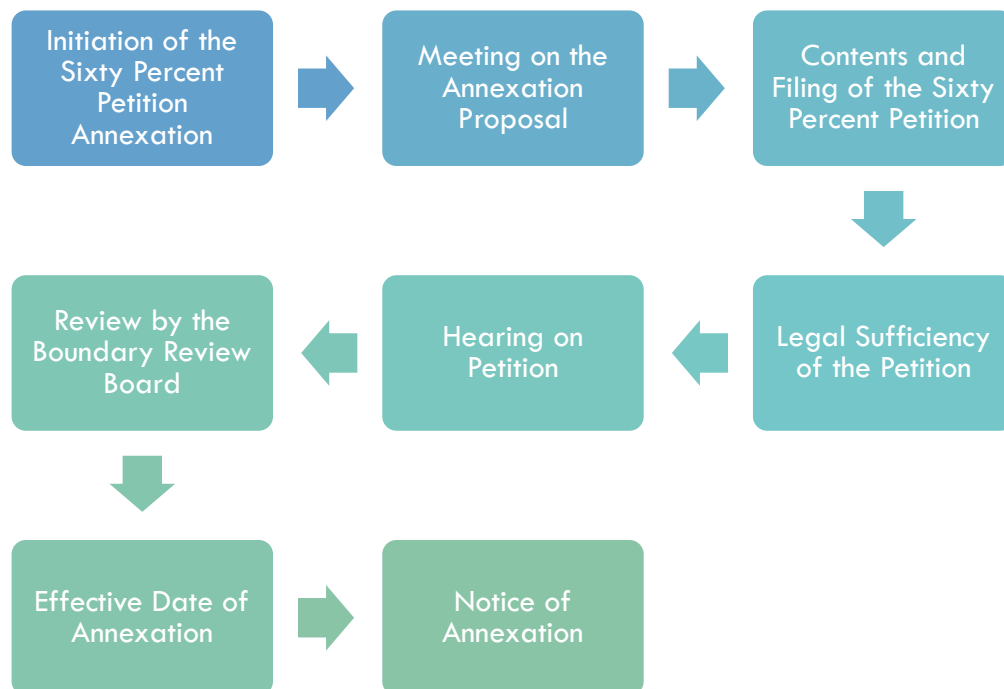 Initiation of the
Sixty Percent
Petition
Annexation
Meeting on the
Annexation
Proposal
Contents and
Filing of the Sixty
Percent Petition
Legal Sufficiency
of the Petition
Hearing on
Petition
Review by the
Boundary Review
Board
Effective Date of
Annexation
Notice of
Annexation